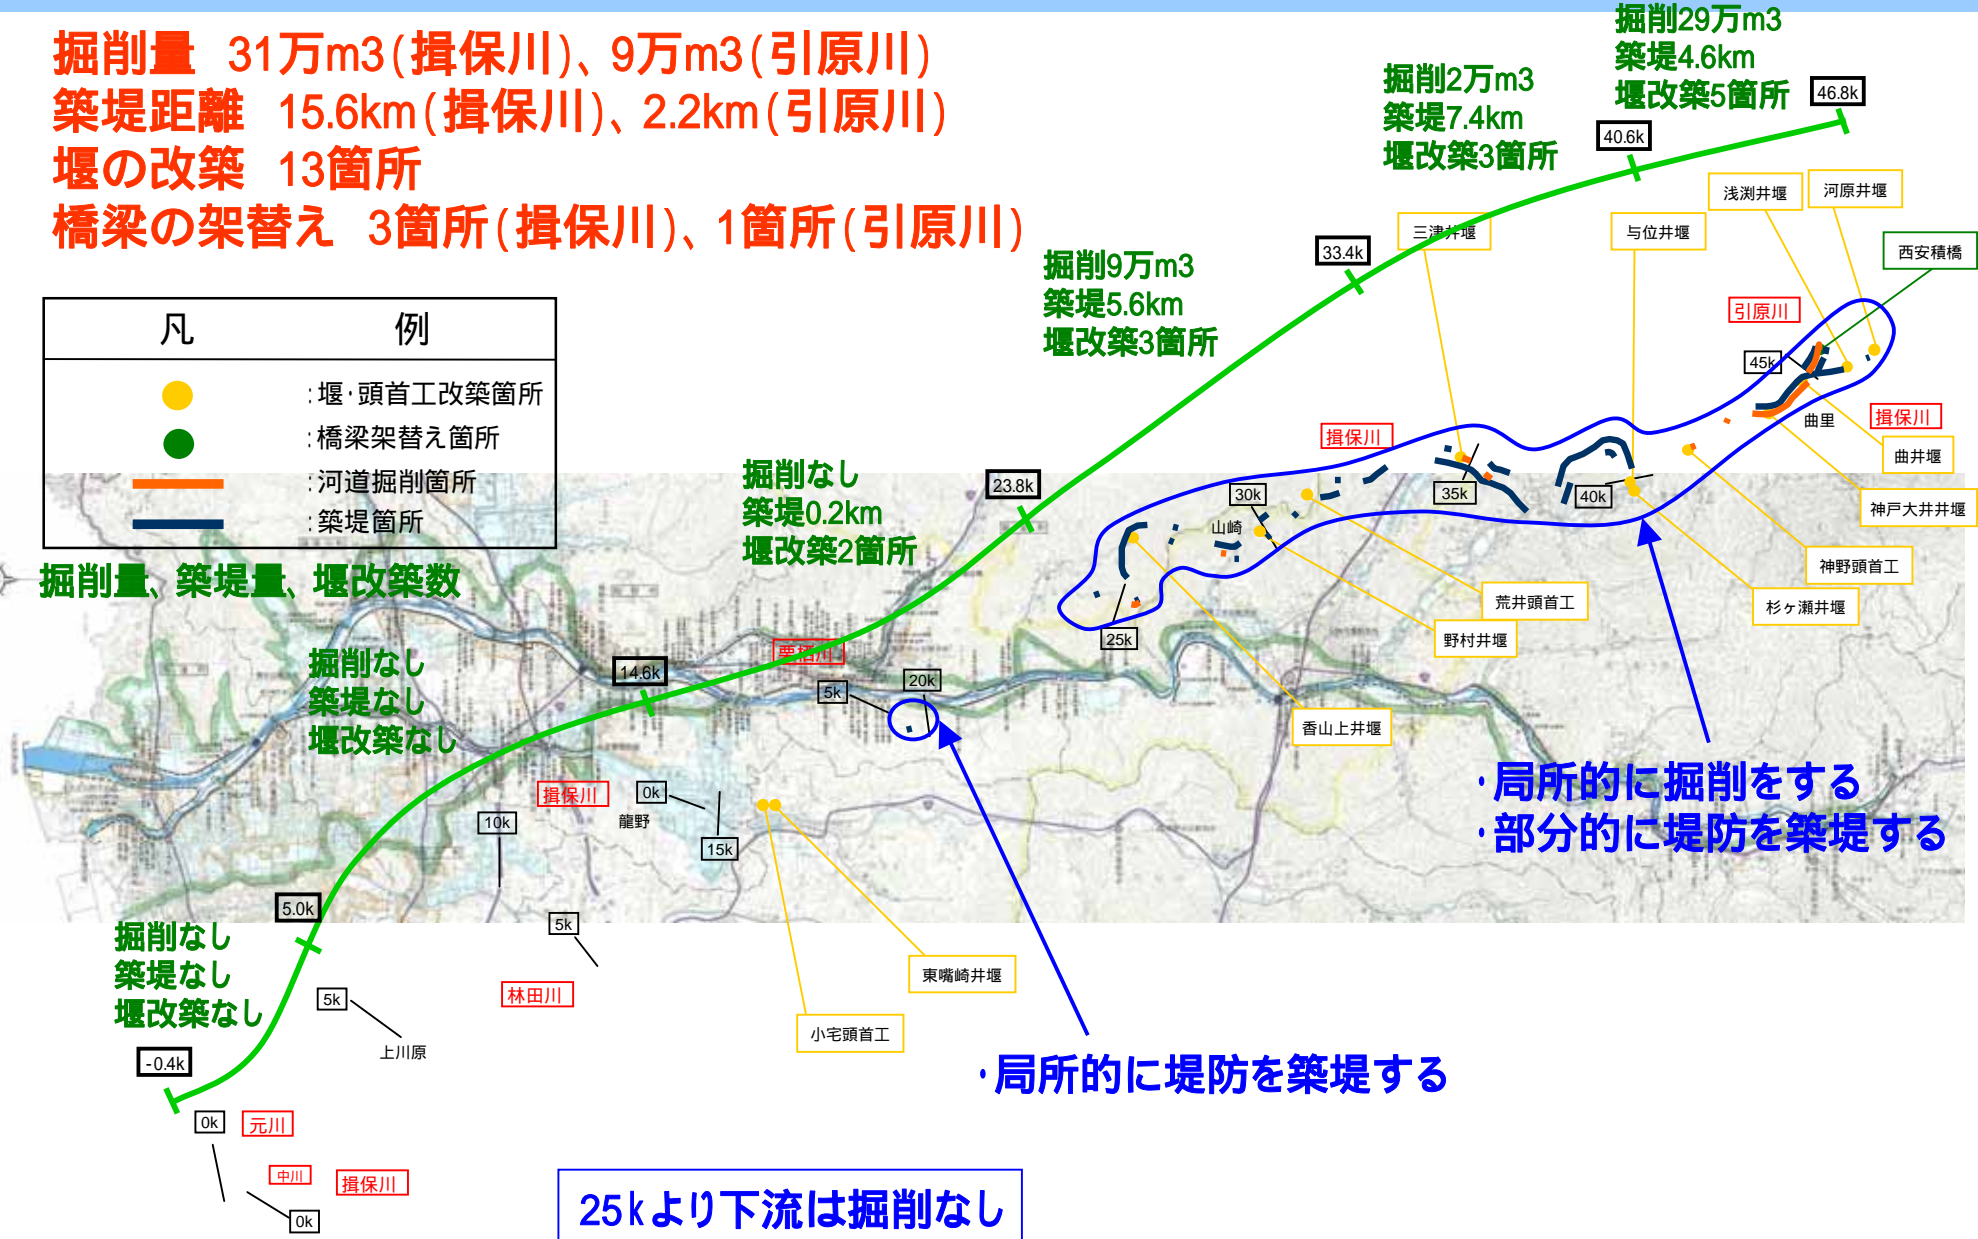 掘削量　31万m3(揖保川)、9万m3(引原川)
築堤距離　15.6km(揖保川)、2.2km(引原川)
堰の改築　13箇所
橋梁の架替え　3箇所(揖保川)、1箇所(引原川)
凡　例
:堰・頭首工改築箇所
:橋梁架替え箇所
:河道掘削箇所
:築堤箇所
掘削量、築堤量、堰改築数
掘削29万m3
築堤4.6km
堰改築5箇所
46.8k
掘削2万m3
築堤7.4km
堰改築3箇所
40.6k
掘削9万m3
築堤5.6km
堰改築3箇所
33.4k
掘削なし
築堤0.2km
堰改築2箇所
23.8k
掘削なし
築堤なし
堰改築なし
14.6k
掘削なし
築堤なし
堰改築なし
5.0k
-0.4k
三津井堰
与位井堰
浅渕井堰
河原井堰
西安積橋
引原川
45k
曲里
揖保川
曲井堰
神戸大井井堰
神野頭首工
杉ヶ瀬井堰
揖保川
35k
40k
30k
山崎
25k
荒井頭首工
野村井堰
香山上井堰
栗栖川
5k
20k
揖保川
0k
龍野
10k
15k
5k
林田川
東嘴崎井堰
小宅頭首工
5k
上川原
0k
元川
中川
揖保川
0k
・局所的に掘削をする
・部分的に堤防を築堤する
・局所的に堤防を築堤する
25kより下流は掘削なし